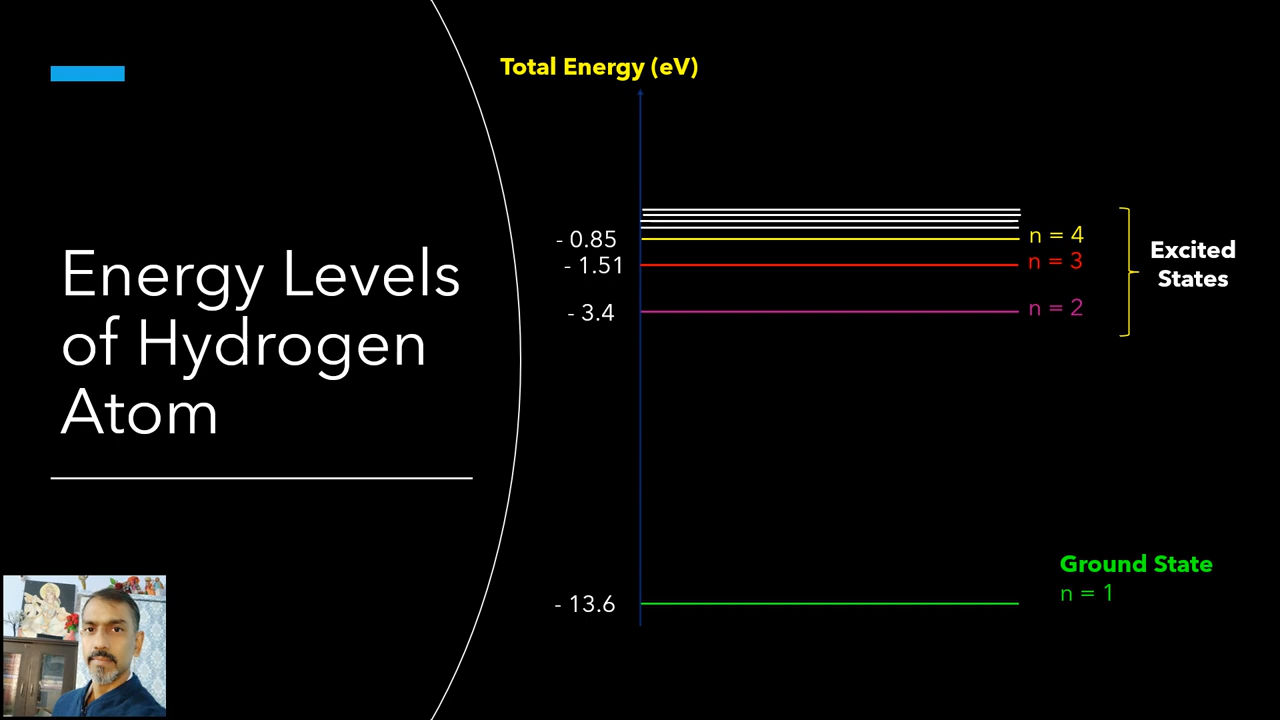 Energy Levels
of Hydrogen
Atom
Total Energy (eV)
- 0.85
n = 4
- 1.51
n = 3
- 3.4
n = 2
Excited
States
Ground State
n = 1
- 13.6